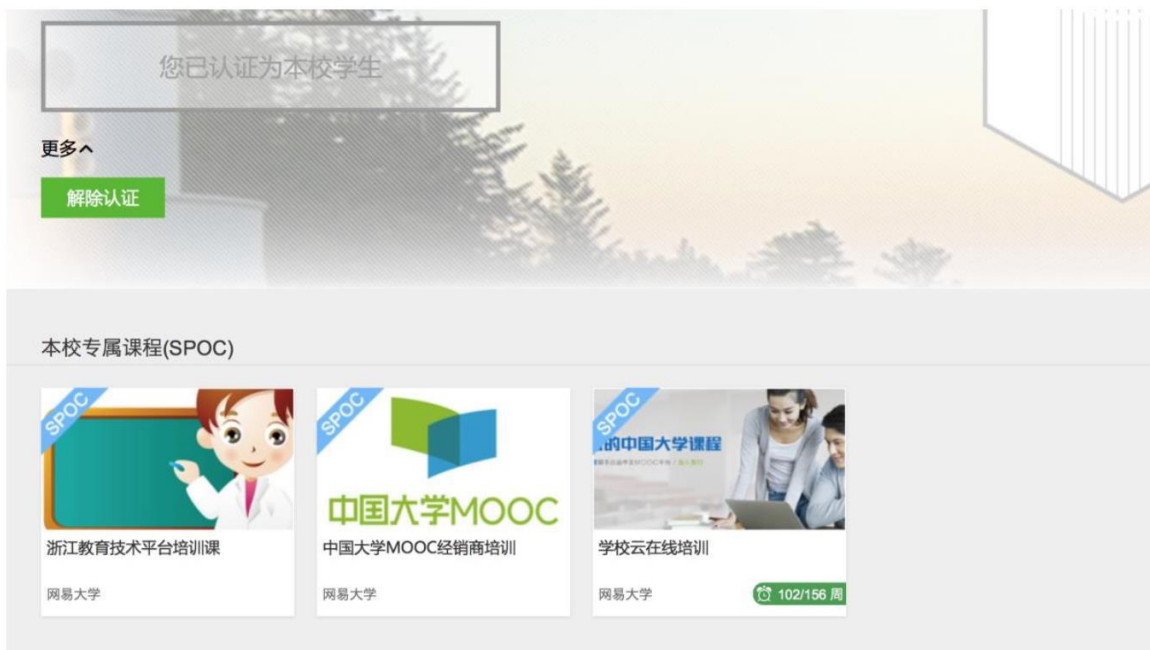 您已认证为本校学生
更多
解除认证
本校专属课程(SPOC)
SPOC
SPOC
中国大学MOOC
SPOC
的中国大学课程
浙江教育技术平台培训课
中国大学MOOC经销商培训
学校云在线培训
网易大学
网易大学
网易大学
102/156 周